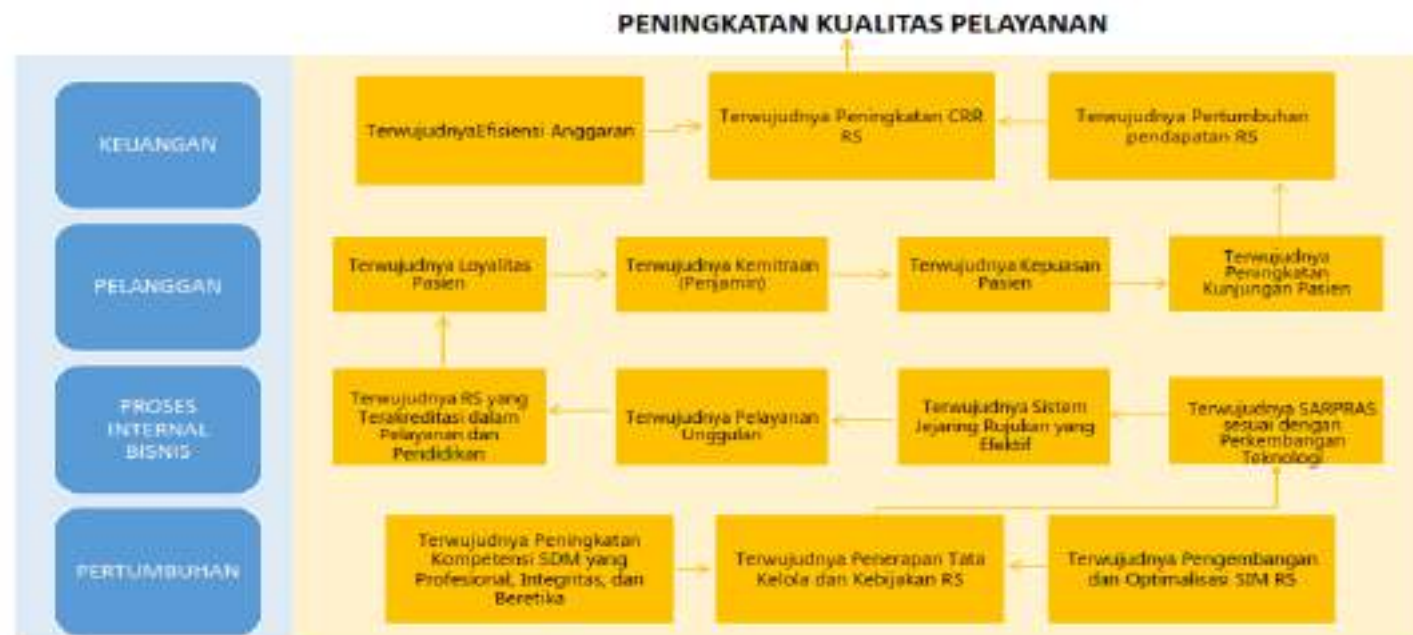 PENINGKATAN KUALITAS PELAYANAN
KEUANGAN
TerwujudnyaEfisiensi Anggaran
Terwujudnya Peningkatan CRR
RS
Terwujudnya Pertumbuhan
pendapatan RS
PELANGGAN
Terwujudnya Loyalitas
Pasien
Terwujudnya Kemitraan
(Penjamin)
Terwujudnya Kepuasan
Pasien
Terwujudnya
Peningkatan
Kunjungan Pasien
PROSES
INTERNAL
BISNIS
Terwujudnya RS yang
Terakreditasi dalam
Pelayanan dan
Pendidikan
Terwujudnya Pelayanan
Unggulan
Terwujudnya Sistem
Jejaring Rujukan yang
Efektif
Terwujudnya SARPRAS
sesuai dengan
Perkembangan
Teknologi
PERTUMBUHAN
Terwujudnya Peningkatan
Kompetensi SDM yang
Profesional, Integritas, dan
Beretika
Terwujudnya Penerapan Tata
Kelola dan Kebijakan RS
Terwujudnya Pengembangan
dan Optimalisasi SIM RS